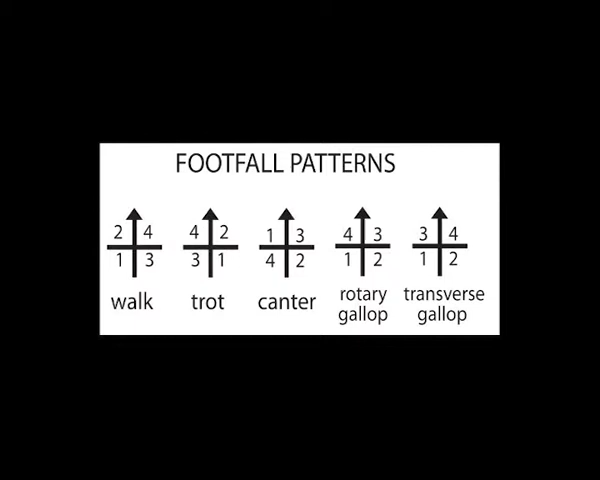 FOOTFALL PATTERNS
2 4 4 2 1 3 4 3 3 4
1 3 3 1 4 2 1 2 1 2
walk trot canter rotary gallop transverse gallop